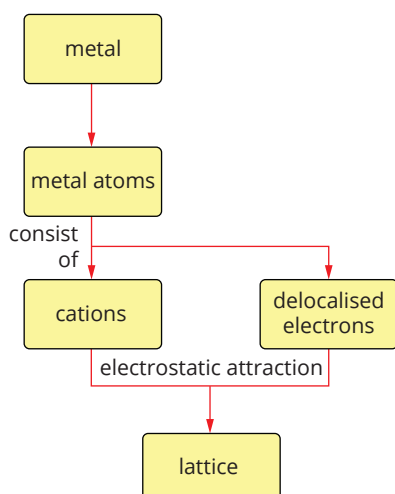 metal
metal atoms
consist
of
cations
delocalised
electrons
electrostatic attraction
lattice